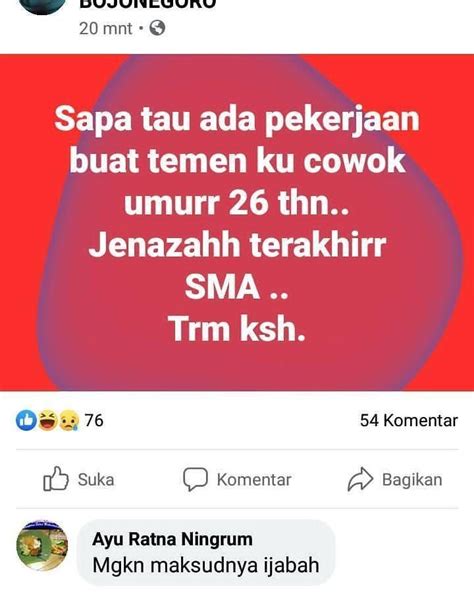 BOJONEGORO
20 mnt
Sapa tau ada pekerjaan
buat temen ku cowok
umurr 26 thn..
Jenazahh terakhirr
SMA ..
Trm ksh.
76
54 Komentar
Suka
Komentar
Bagikan
Ayu Ratna Ningrum
Mgkn maksudnya ijabah